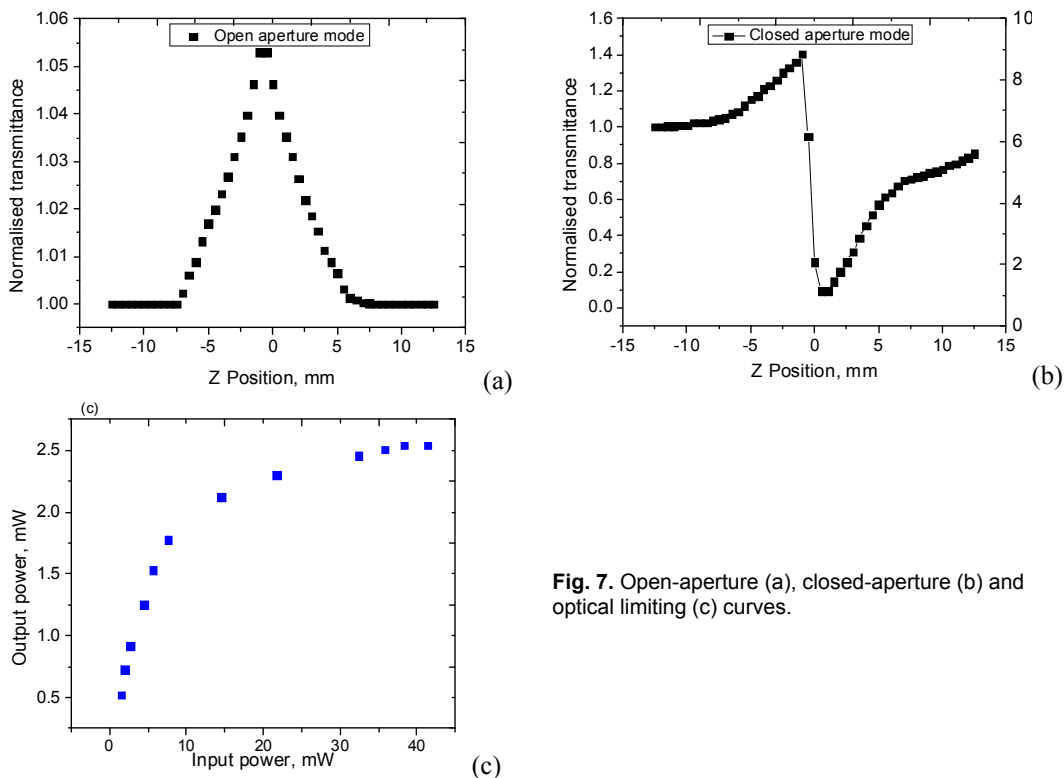 1.06
1.05
1.04
1.03
1.02
1.01
1.00
Normalised transmittance
Open aperture mode
-15 -10 -5 0 5 10 15
Z Position, mm
(a)
1.6
1.4
1.2
1.0
0.8
0.6
0.4
0.2
0.0
Normalised transmittance
Closed aperture mode
10
8
6
4
2
0
-15 -10 -5 0 5 10 15
Z Position, mm
(b)
(c)
2.5
2.0
1.5
1.0
0.5
Output power, mW
0 10 20 30 40
Input power, mW
(c)
Fig. 7. Open-aperture (a), closed-aperture (b) and
optical limiting (c) curves.